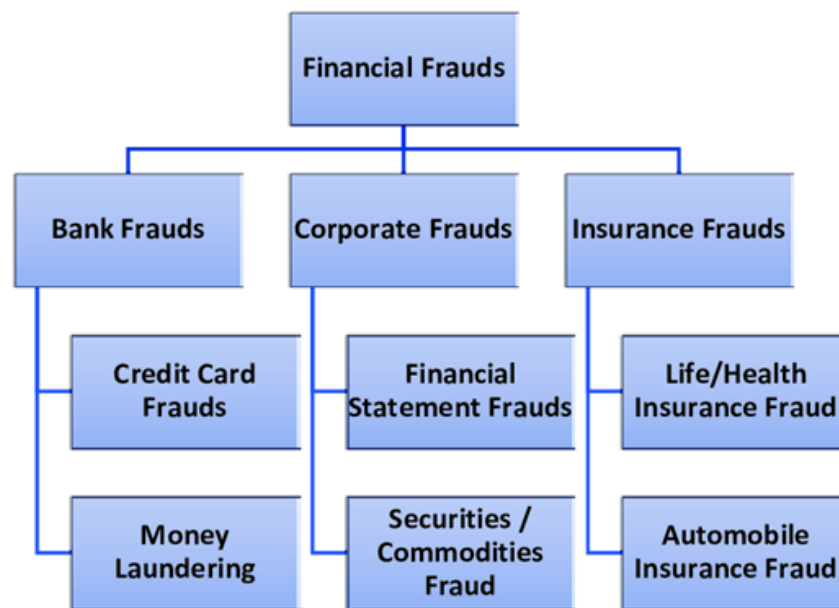 Financial Frauds
Bank Frauds
Corporate Frauds
Insurance Frauds
Credit Card
Frauds
Financial
Statement Frauds
Life/Health
Insurance Fraud
Money
Laundering
Securities /
Commodities
Fraud
Automobile
Insurance Fraud